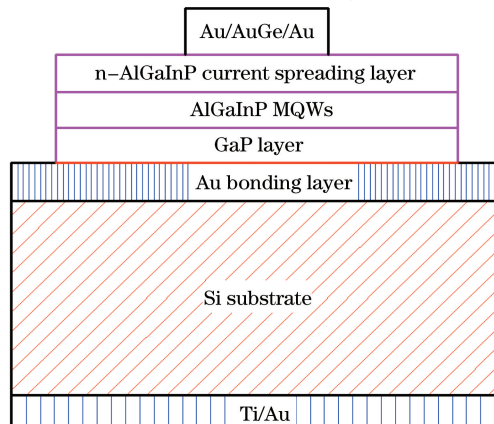 Au/AuGe/Au
n−AlGaInP current spreading layer
AlGaInP MQWs
GaP layer
Au bonding layer
Si substrate
Ti/Au